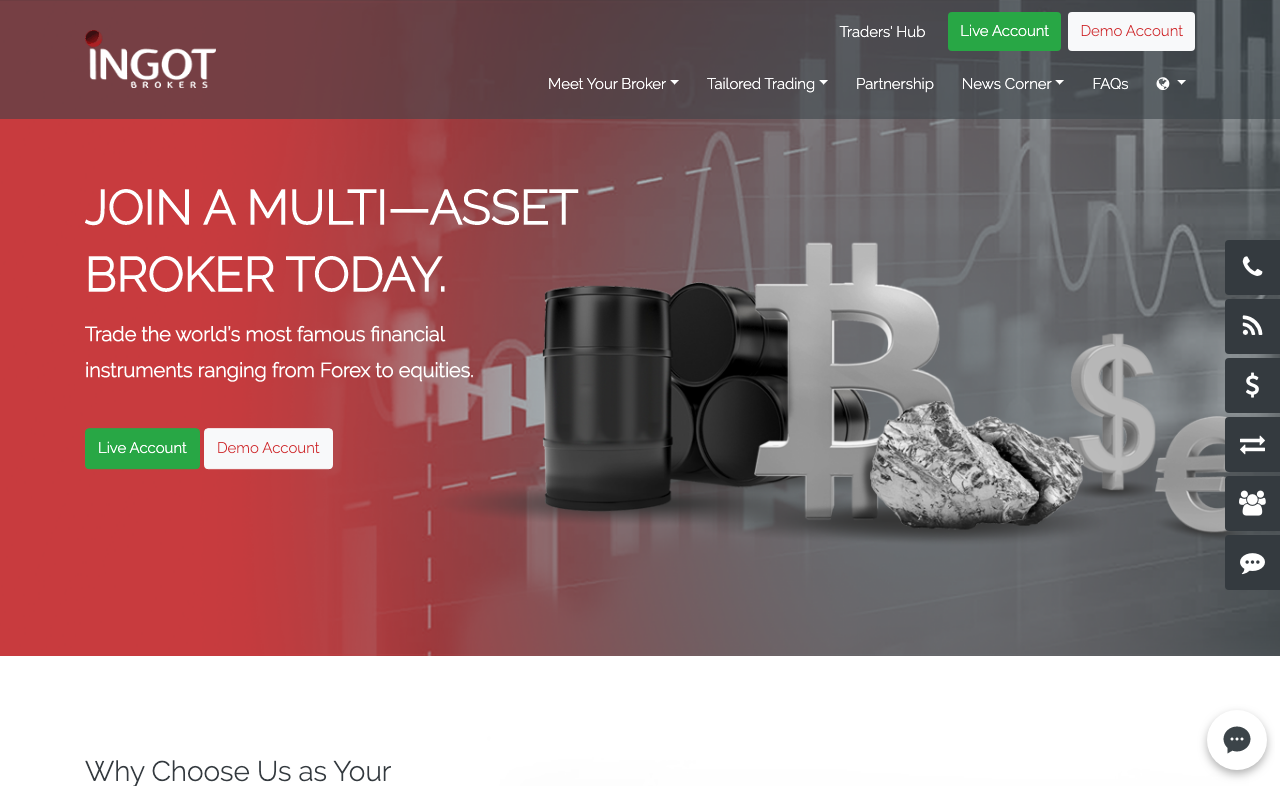 INGOT
BROKERS
Traders' Hub
Live Account
Demo Account
Meet Your Broker
Tailored Trading
Partnership
News Corner
FAQs
JOIN A MULTI—ASSET
BROKER TODAY.
Trade the world's most famous financial
instruments ranging from Forex to equities.
Live Account
Demo Account
Why Choose Us as Your